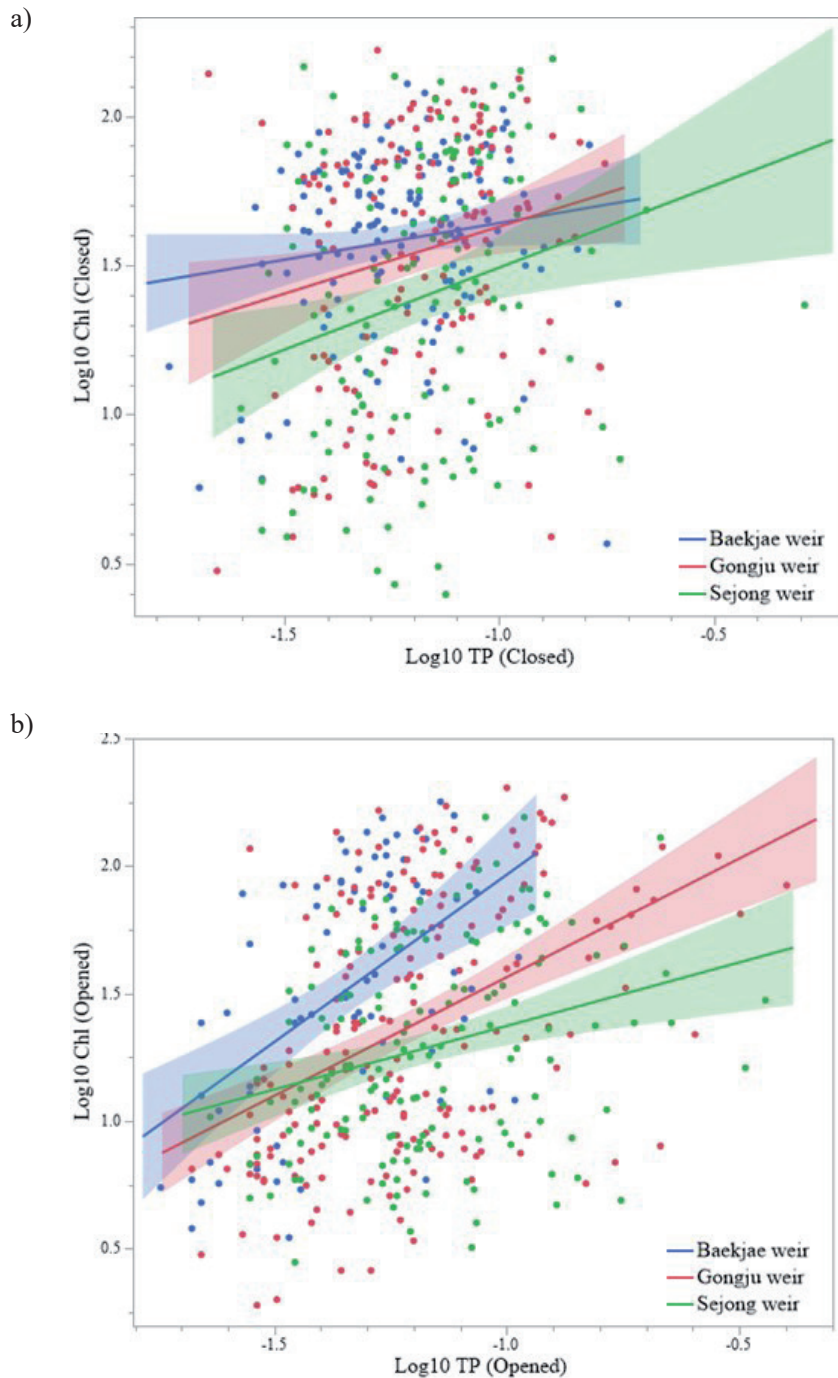 a)
2.0
1.5
1.0
0.5
Log10 Chl (Closed)
Baekjae weir
Gongju weir
Sejong weir
-1.5
-1.0
-0.5
Log10 TP (Closed)
b)
2.5
2.0
1.5
1.0
0.5
Log10 Chl (Opened)
Baekjae weir
Gongju weir
Sejong weir
-1.5
-1.0
-0.5
Log10 TP (Opened)